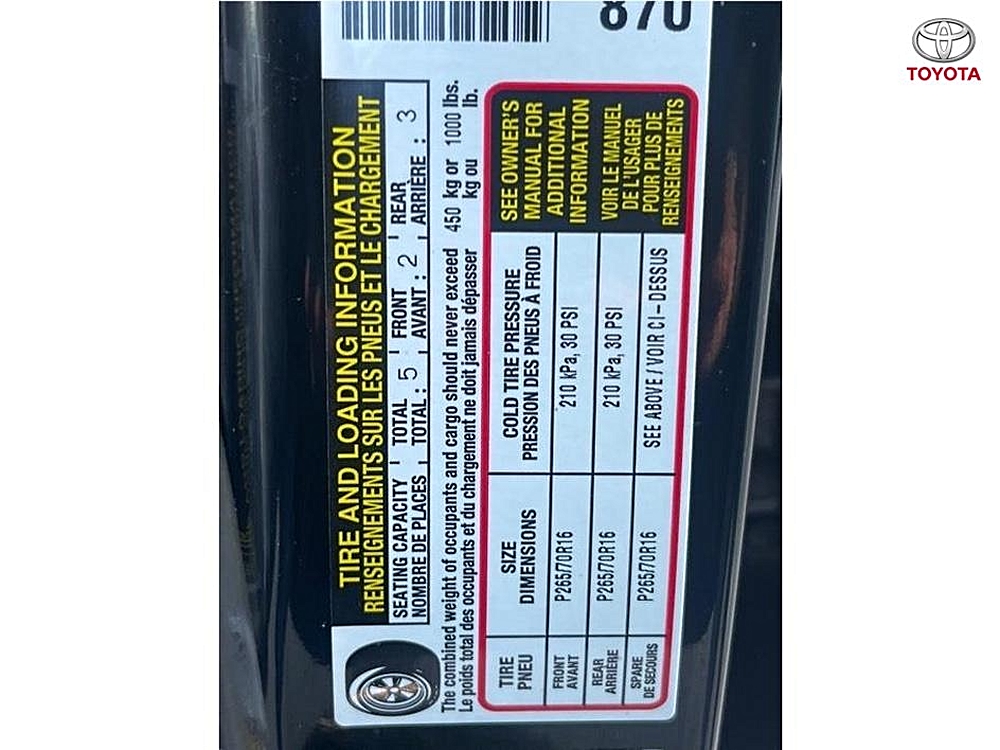 870
TOYOTA
TIRE AND LOADING INFORMATION
RENSEIGNEMENTS SUR LES PNEUS ET LE CHARGEMENT
SEATING CAPACITY TOTAL FRONT REAR
NOMBRE DE PLACES TOTAL : 5 AVANT : 2 ARRIÈRE : 3
The combined weight of occupants and cargo should never exceed 450 kg or 1000 lbs.
Le poids total des occupants et du chargement ne doit jamais dépasser kg ou lb.
TIRE
PNEU
SIZE
DIMENSIONS
COLD TIRE PRESSURE
PRESSION DES PNEUS À FROID
SEE OWNER'S
MANUAL FOR
ADDITIONAL
INFORMATION
VOIR LE MANUEL
DE L'USAGER
POUR PLUS DE
RENSEIGNEMENTS
FRONT
AVANT
P265/70R16
210 kPa, 30 PSI
REAR
ARRIÈRE
P265/70R16
210 kPa, 30 PSI
SPARE
DE SECOURS
P265/70R16
SEE ABOVE / VOIR CI - DESSUS